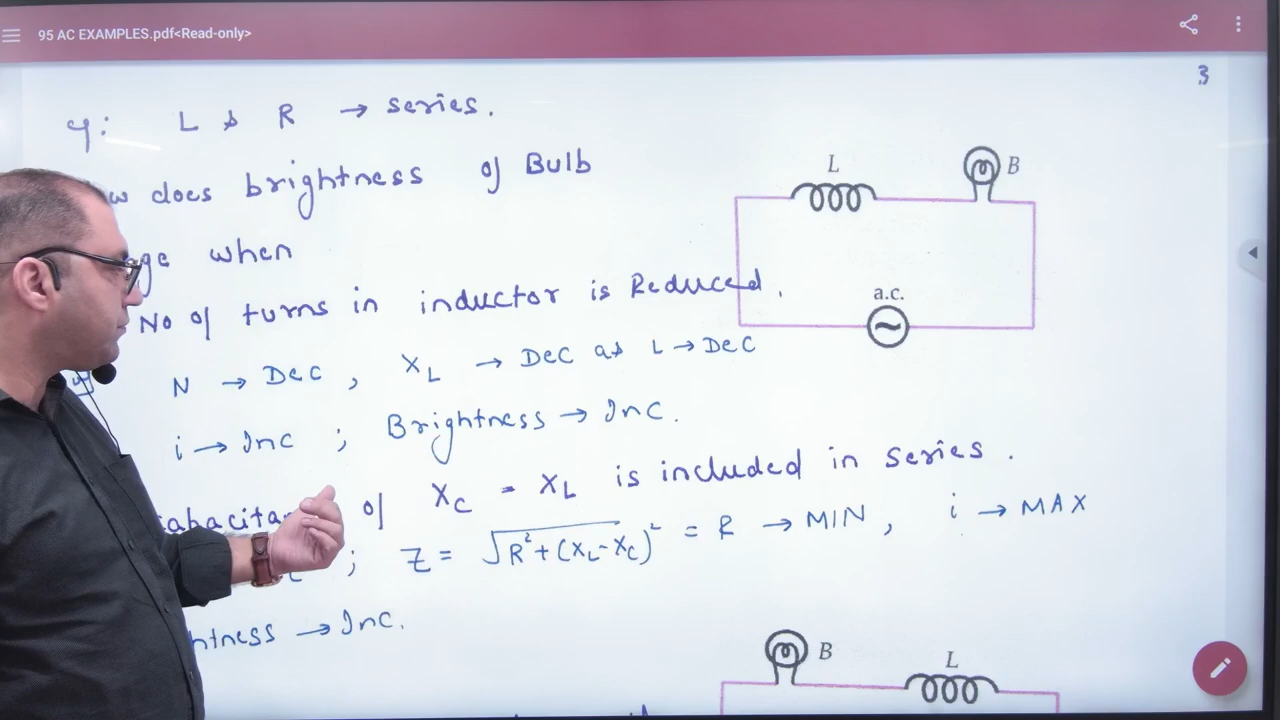 95 AC EXAMPLES.pdf<Read-only>
3
L & R → series.
does brightness of Bulb
when
No of turns in inductor is Reduced.
N → Dec, X_L → Dec as L → Dec
i → Inc ; Brightness → Inc.
of X_C = X_L is included in series.
; Z = √R²+(X_L-X_C)² = R → MIN, i → MAX
→ Inc.
L
B
a.c.
B
L